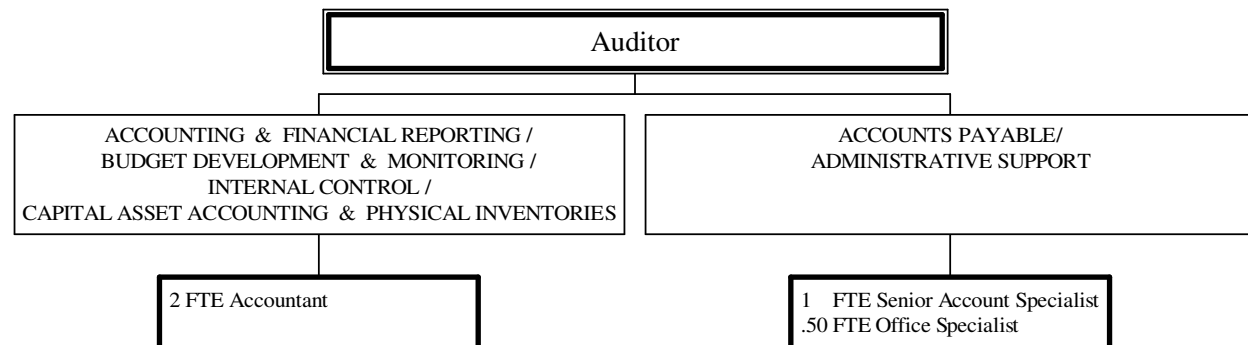 Auditor
ACCOUNTING & FINANCIAL REPORTING /
BUDGET DEVELOPMENT & MONITORING /
INTERNAL CONTROL /
CAPITAL ASSET ACCOUNTING & PHYSICAL INVENTORIES
ACCOUNTS PAYABLE/
ADMINISTRATIVE SUPPORT
2 FTE Accountant
1 FTE Senior Account Specialist
.50 FTE Office Specialist